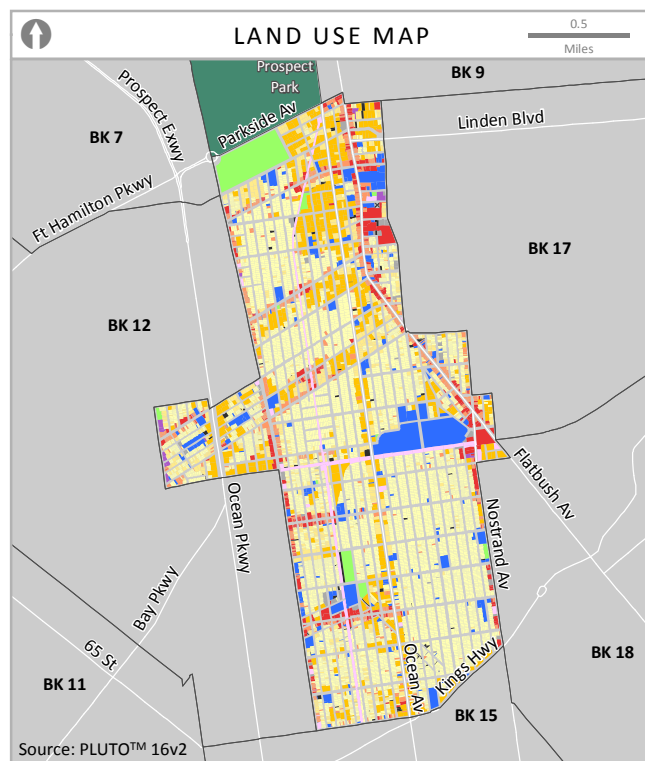 LAND USE MAP
0.5
Miles
Prospect
Park
BK 9
Prospect Expwy
Parkside Av
Linden Blvd
BK 7
Ft Hamilton Pkwy
BK 17
BK 12
Flatbush Av
Ocean Pkwy
Nostrand Av
Bay Pkwy
65 St
Ocean Av
Kings Hwy
BK 18
BK 11
BK 15
Source: PLUTO™ 16v2